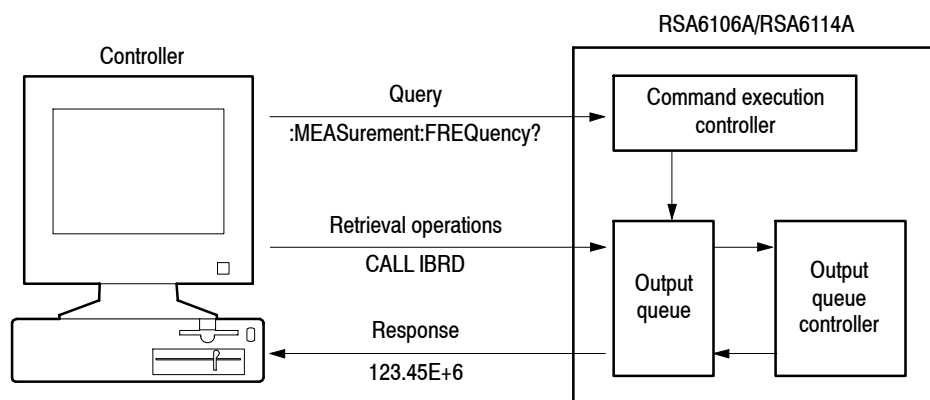 RSA6106A/RSA6114A
Controller
Query
:MEASurement:FREQuency?
Command execution
controller
Retrieval operations
CALL IBRD
Output
queue
Output
queue
controller
Response
123.45E+6